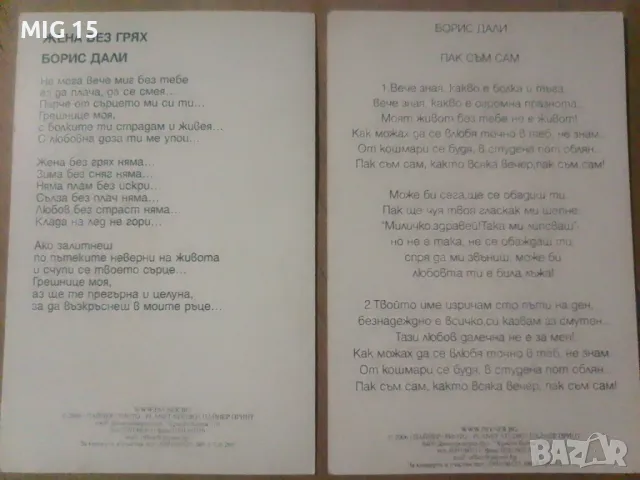 MIG 15
ЖЕНА БЕЗ ГРЯХ
БОРИС ДАЛИ
Не мога вече миг без тебе
аз да плача, да се смея...
Парче от сърцето ми си ти...
Грешнице моя,
с болките ти страдам и живея...
С любовна доза ти ме упои...
Жена без грях няма...
Зима без сняг няма...
Няма плам без искри...
Сълза без плач няма...
Любов без страст няма...
Клада на лед не гори...
Ако залитнеш
по пътеките неверни на живота
и счупи се твоето сърце...
Грешнице моя,
аз ще те прегърна и целуна,
за да възкръснеш в моите ръце...
БОРИС ДАЛИ
ПАК СЪМ САМ
1.Вече зная, какво е болка и тъга,
вече зная, какво е огромна празнота...
Моят живот без тебе не е живот!
Как можах да се влюбя точно в теб, не знам...
От кошмари се будя, в студена пот облян...
Пак съм сам, както всяка вечер,пак съм сам!
Може би сега,ще се обадиш ти.
Пак ще чуя твоя глас,как ми шепне:
"Миличко,здравей!Така ми липсваш",
но не е така, не се обаждаш ти,
спря да ми звъниш, може би
любовта ти е била лъжа!
2.Твойто име изричам сто пъти на ден,
безнадеждно е всичко,си казвам аз смутен...
Тази любов далечна не е за мен!
Как можах да се влюбя точно в теб, не знам...
От кошмари се будя, в студена пот облян...
Пак съм сам, както всяка вечер, пак съм сам!
bazar